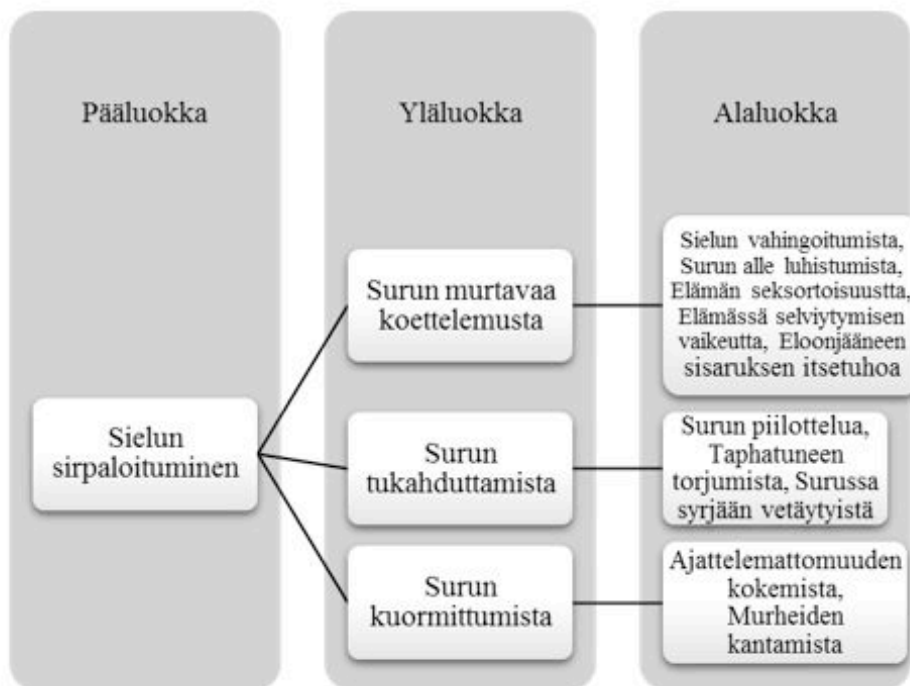 Pääluokka
Yläluokka
Alaluokka
Sielun
sirpaloituminen
Surun murtavaa
koettelemusta
Sielun vahingoitumista,
Surun alle luhistumista,
Elämän seksortoisuustta,
Elämässä selviytymisen
vaikeutta, Eloonjääneen
sisaruksen itsetuhoa
Surun
tukahduttamista
Surun piilottelua,
Taphatuneen
torjumista, Surussa
syrjään vetäytyistä
Surun
kuormittumista
Ajattelemattomuuden
kokemista,
Murheiden
kantamista